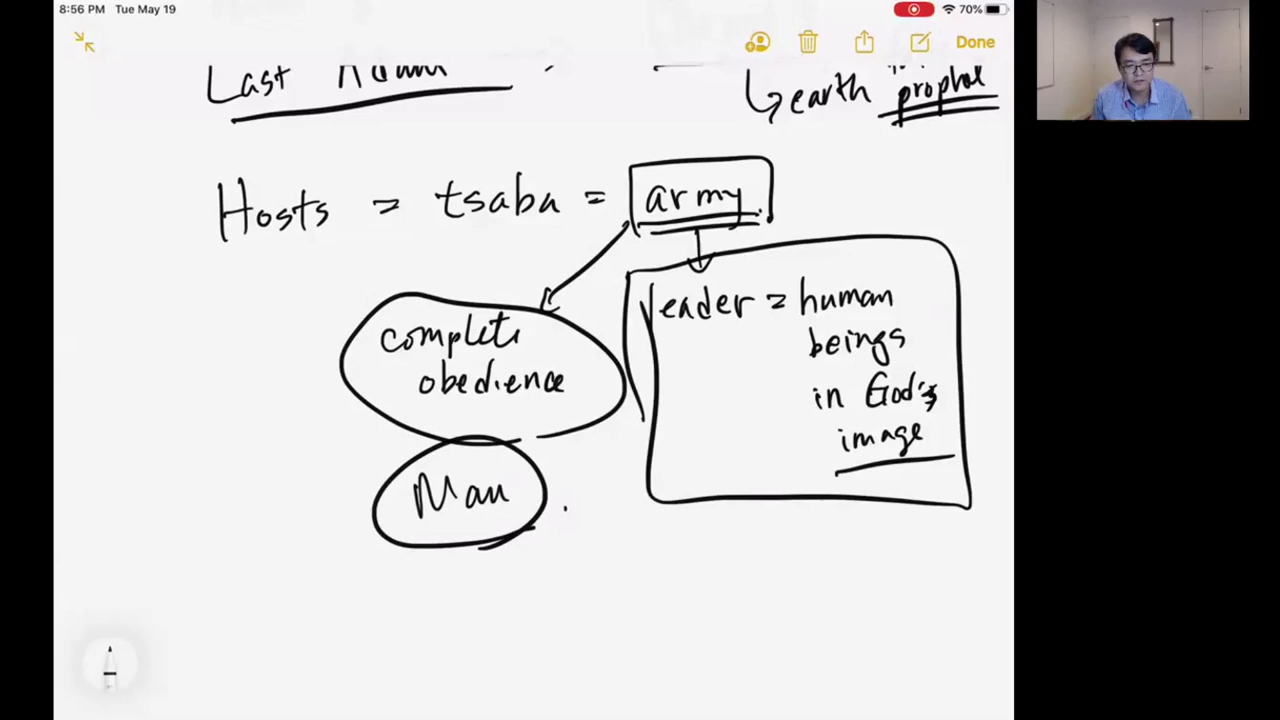 8:56 PM Tue May 19
70%
Done
Last Adam
earth prophet
Hosts = tsaba = army
leader = human
beings
in God's
image
complete
obedience
Man